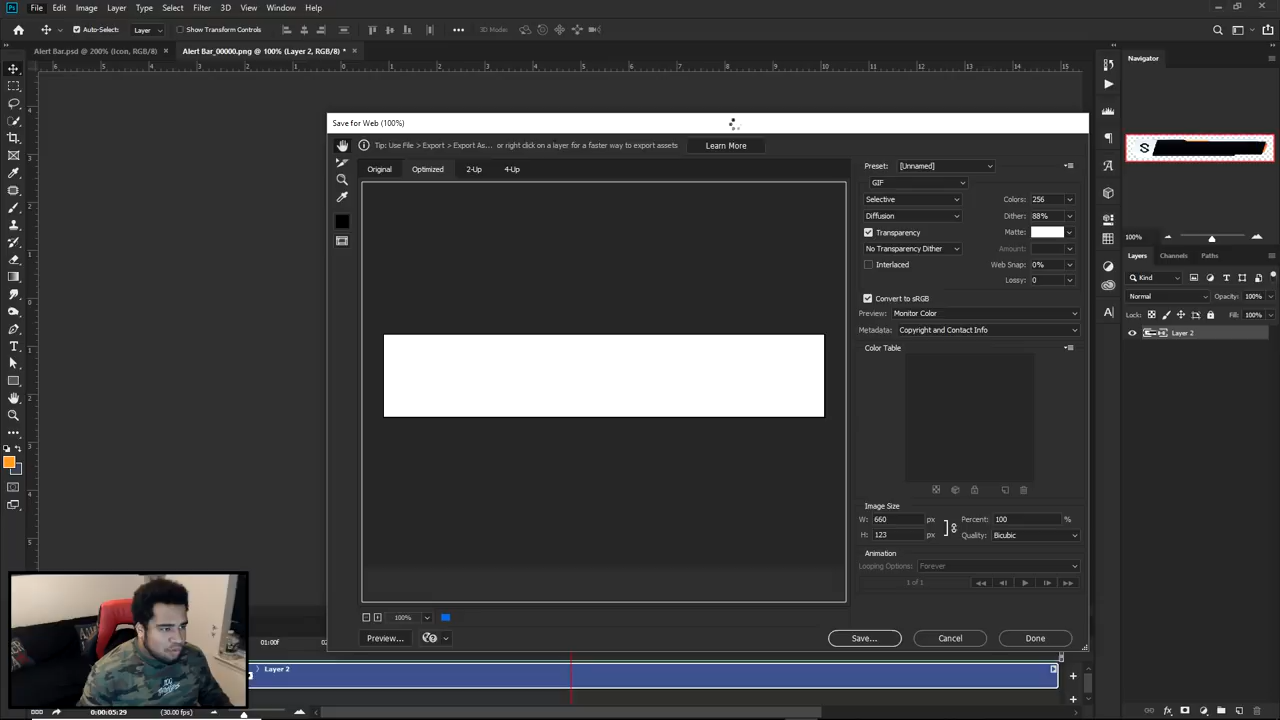 Ps File Edit Image Layer Type Select Filter 3D View Window Help
Auto-Select: Layer Show Transform Controls 3D Mode:
Alert Bar.psd @ 200% (Icon, RGB/8) Alert Bar_00000.png @ 100% (Layer 2, RGB/8) *
Save for Web (100%)
Tip: Use File > Export > Export As... or right click on a layer for a faster way to export assets
Learn More
Original Optimized 2-Up 4-Up
Preset: [Unnamed]
GIF
Selective Colors: 256
Diffusion Dither: 88%
Transparency Matte:
No Transparency Dither Amount:
Interlaced Web Snap: 0%
Lossy: 0
Convert to sRGB
Preview: Monitor Color
Metadata: Copyright and Contact Info
Color Table
Image Size
W: 660 px Percent: 100 %
H: 123 px Quality: Bicubic
Animation
Looping Options: Forever
1 of 1
100%
Preview... Save... Cancel Done
Navigator
S
100%
Layers Channels Paths
Kind
Normal Opacity: 100%
Lock: Fill: 100%
Layer 2
01:00f
Layer 2
0:00:05:29 (30.00 fps)